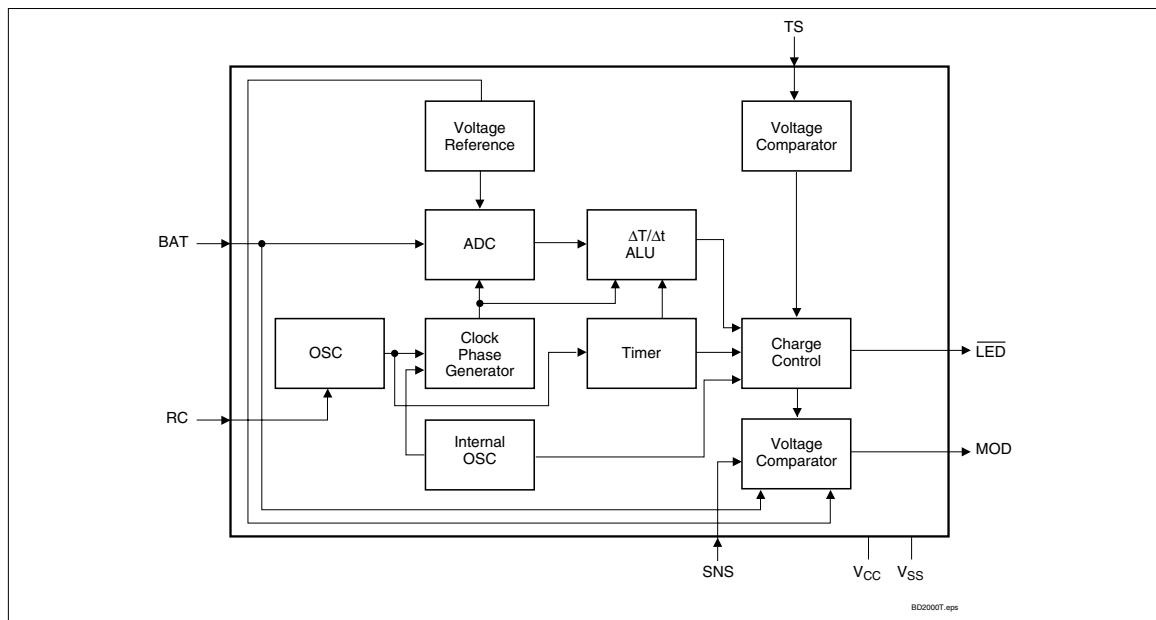 TS
Voltage
Reference
Voltage
Comparator
BAT
ADC
ΔT/Δt
ALU
OSC
Clock
Phase
Generator
Timer
Charge
Control
LED
RC
Internal
OSC
Voltage
Comparator
MOD
SNS
VCC
VSS
BD2000T.eps